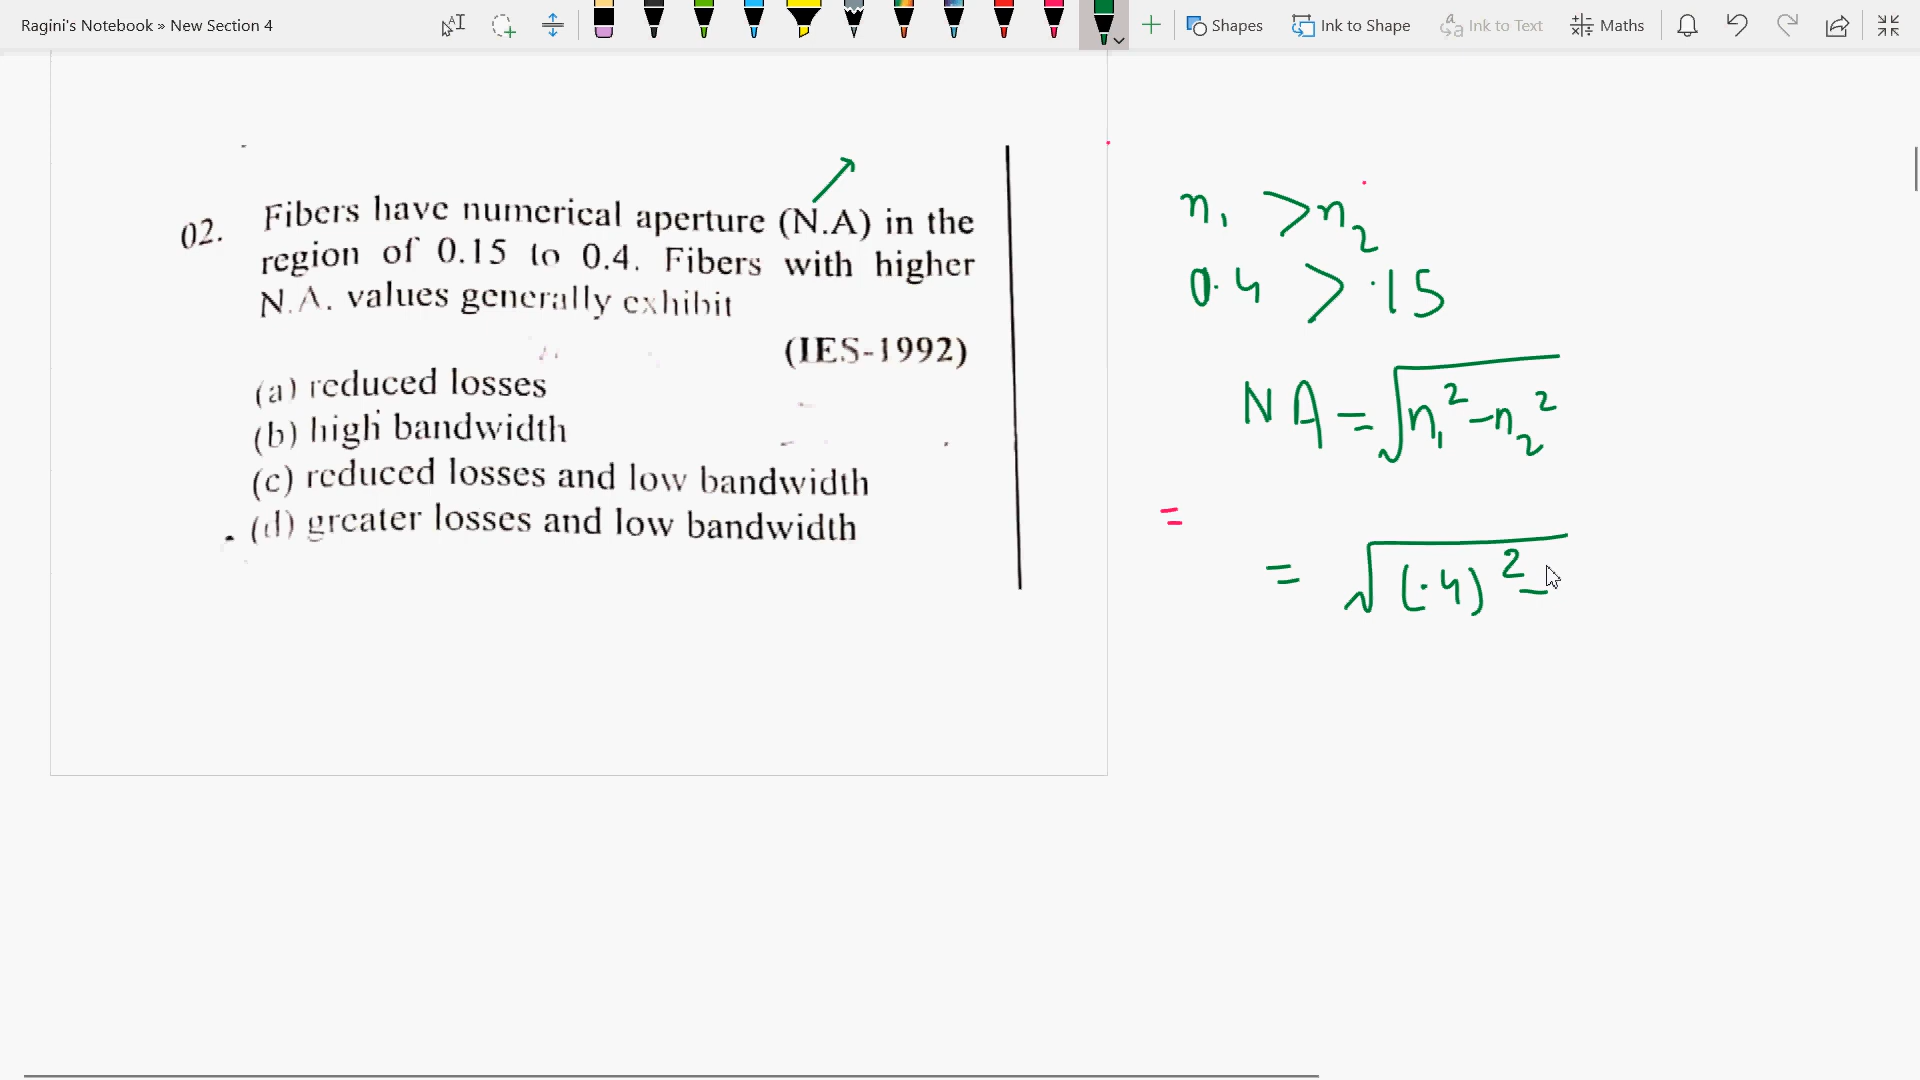 Ragini's Notebook » New Section 4
Shapes
Ink to Shape
Ink to Text
Maths
02. Fibers have numerical aperture (N.A) in the
region of 0.15 to 0.4. Fibers with higher
N.A. values generally exhibit
(IES-1992)
(a) reduced losses
(b) high bandwidth
(c) reduced losses and low bandwidth
(d) greater losses and low bandwidth
n₁ > n₂
0.4 > .15
NA = √n₁² - n₂²
=
= √(.4)² -